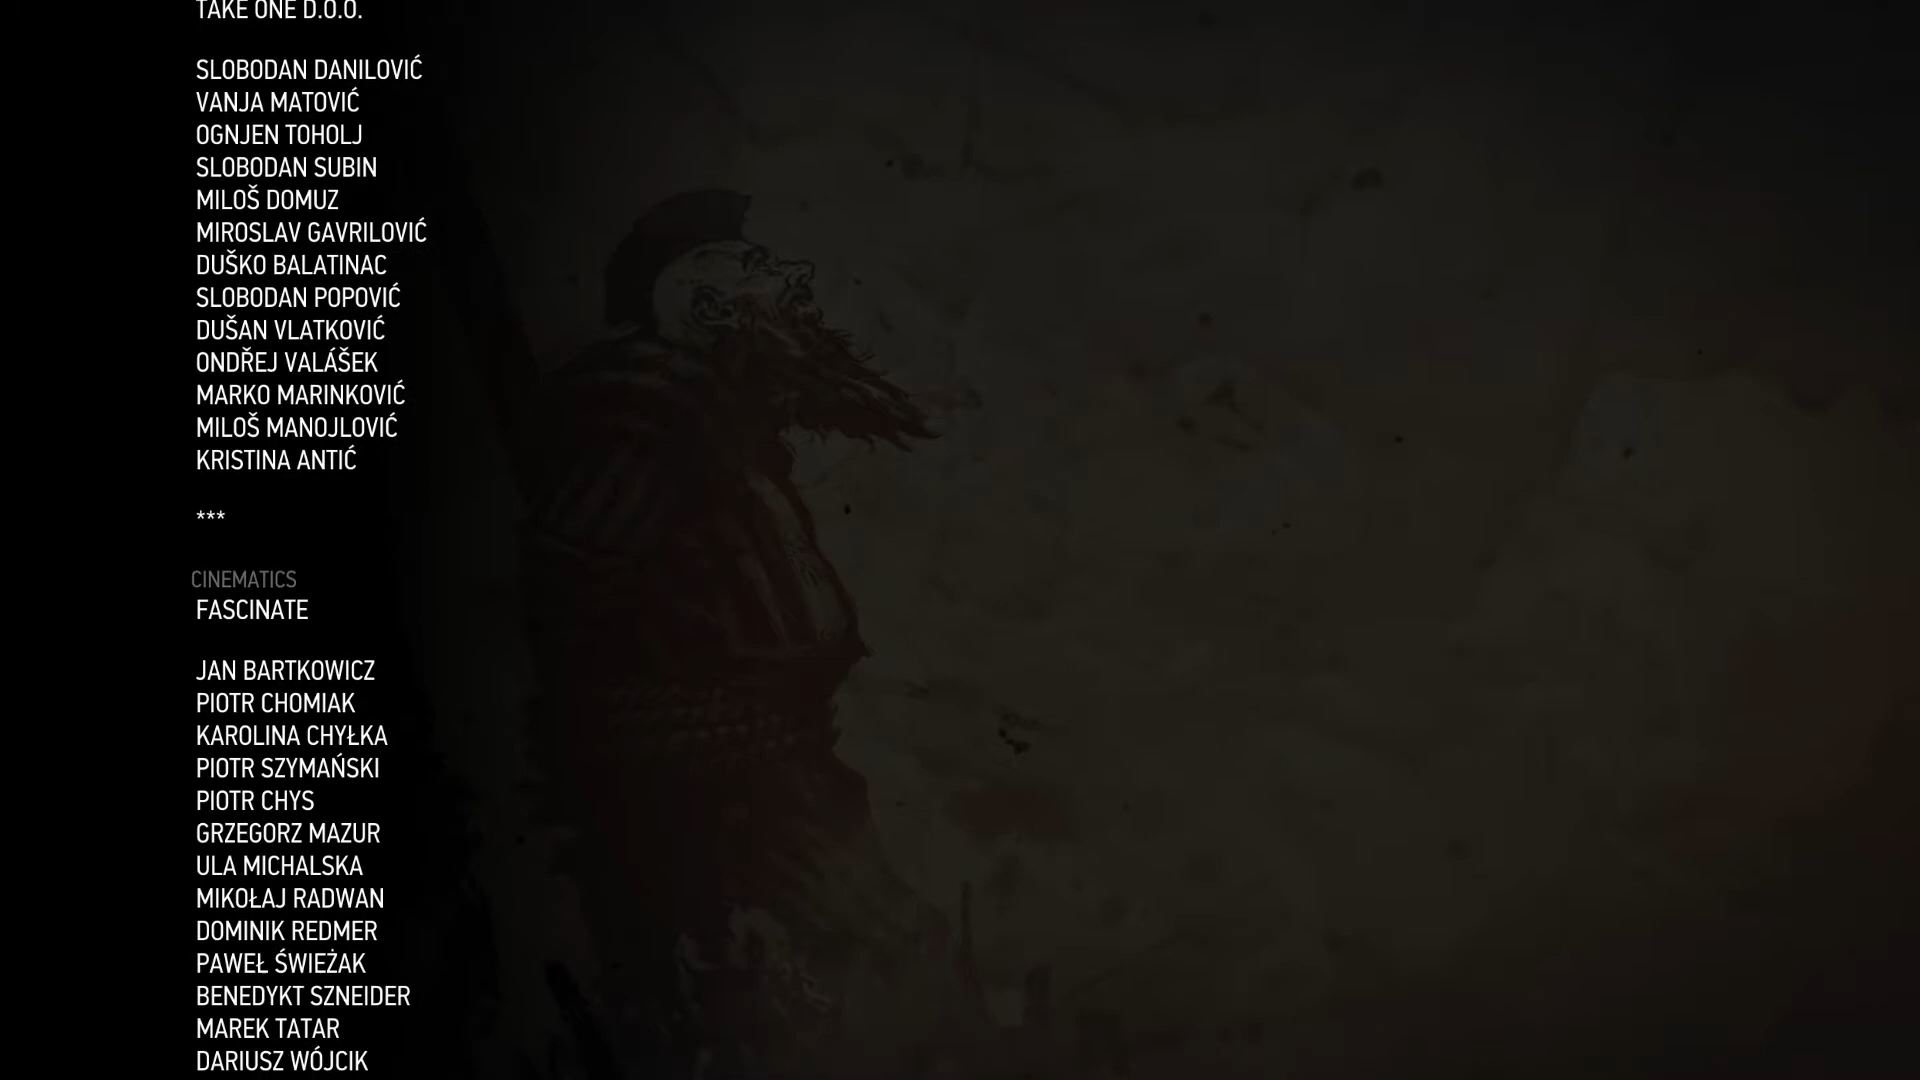 TAKE ONE D.O.O.
SLOBODAN DANILOVIĆ
VANJA MATOVIĆ
OGNJEN TOHOLJ
SLOBODAN SUBIN
MILOŠ DOMUZ
MIROSLAV GAVRILOVIĆ
DUŠKO BALATINAC
SLOBODAN POPOVIĆ
DUŠAN VLATKOVIĆ
ONDŘEJ VALÁŠEK
MARKO MARINKOVIĆ
MILOŠ MANOJLOVIĆ
KRISTINA ANTIĆ
***
CINEMATICS
FASCINATE
JAN BARTKOWICZ
PIOTR CHOMIAK
KAROLINA CHYŁKA
PIOTR SZYMAŃSKI
PIOTR CHYS
GRZEGORZ MAZUR
ULA MICHALSKA
MIKOŁAJ RADWAN
DOMINIK REDMER
PAWEŁ ŚWIEŻAK
BENEDYKT SZNEIDER
MAREK TATAR
DARIUSZ WÓJCIK